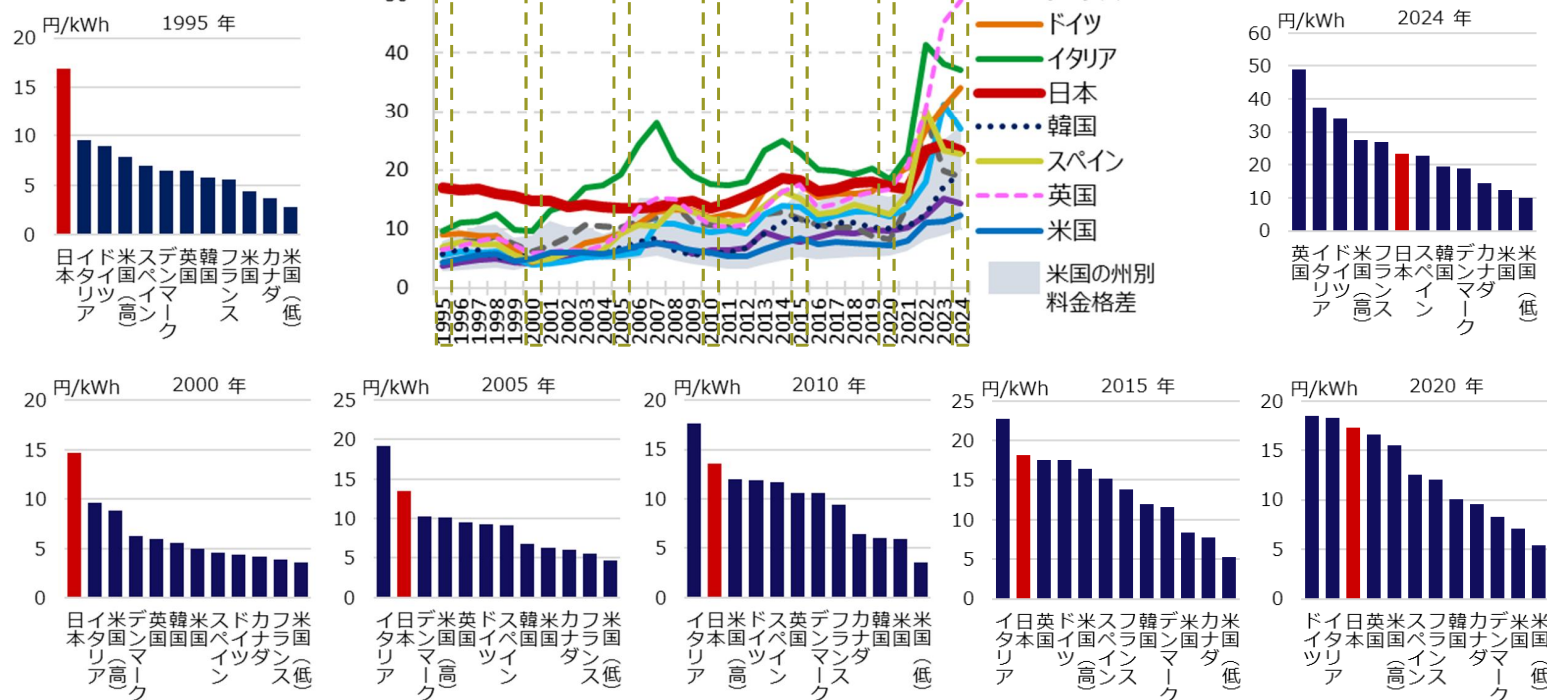 円/kWh 1995 年
20
15
10
5
0
日本
イタリア
ドイツ
米国（高）
スペイン
デンマーク
英国
韓国
フランス
米国
カナダ
米国（低）
40
30
20
10
0
1995
1996
1997
1998
1999
2000
2001
2002
2003
2004
2005
2006
2007
2008
2009
2010
2011
2012
2013
2014
2015
2016
2017
2018
2019
2020
2021
2022
2023
2024
ドイツ
イタリア
日本
韓国
スペイン
英国
米国
米国の州別
料金格差
円/kWh 2024 年
60
50
40
30
20
10
0
英国
イタリア
ドイツ
米国（高）
フランス
日本
スペイン
韓国
デンマーク
カナダ
米国
米国（低）
円/kWh 2000 年
20
15
10
5
0
日本
イタリア
米国（高）
デンマーク
英国
韓国
米国
スペイン
ドイツ
カナダ
フランス
米国（低）
円/kWh 2005 年
25
20
15
10
5
0
イタリア
日本
デンマーク
米国（高）
英国
ドイツ
スペイン
韓国
米国
カナダ
フランス
米国（低）
円/kWh 2010 年
20
15
10
5
0
イタリア
日本
米国（高）
ドイツ
スペイン
英国
デンマーク
フランス
カナダ
韓国
米国
米国（低）
円/kWh 2015 年
25
20
15
10
5
0
イタリア
日本
英国
ドイツ
米国（高）
スペイン
フランス
韓国
デンマーク
米国
カナダ
米国（低）
円/kWh 2020 年
20
15
10
5
0
ドイツ
イタリア
日本
英国
米国（高）
スペイン
フランス
韓国
カナダ
デンマーク
米国
米国（低）